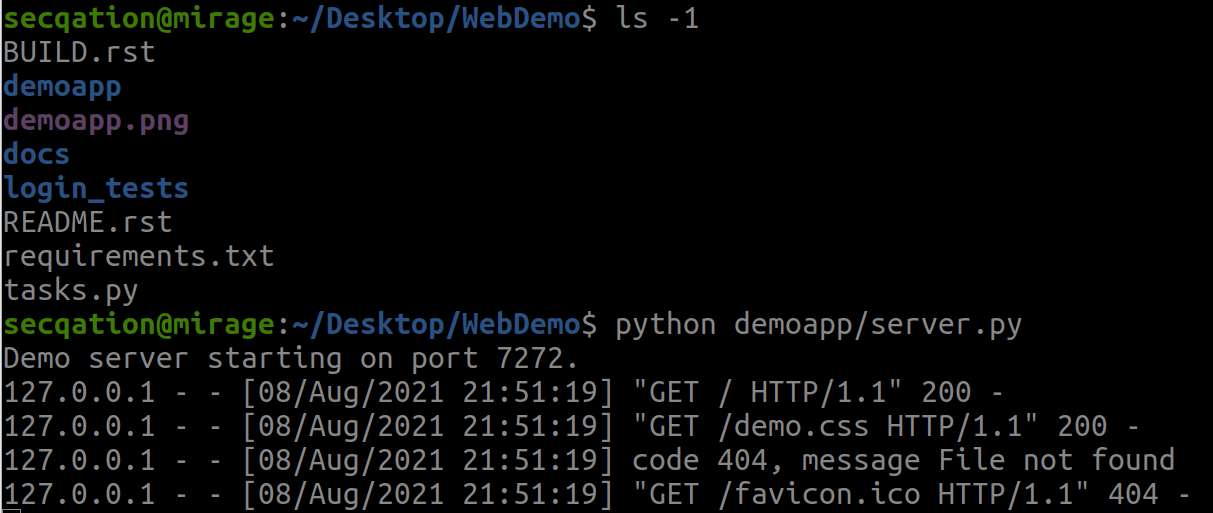 secqation@mirage:~/Desktop/WebDemo$ ls -1
BUILD.rst
demoapp
demoapp.png
docs
login_tests
README.rst
requirements.txt
tasks.py
secqation@mirage:~/Desktop/WebDemo$ python demoapp/server.py
Demo server starting on port 7272.
127.0.0.1 - - [08/Aug/2021 21:51:19] "GET / HTTP/1.1" 200 -
127.0.0.1 - - [08/Aug/2021 21:51:19] "GET /demo.css HTTP/1.1" 200 -
127.0.0.1 - - [08/Aug/2021 21:51:19] code 404, message File not found
127.0.0.1 - - [08/Aug/2021 21:51:19] "GET /favicon.ico HTTP/1.1" 404 -